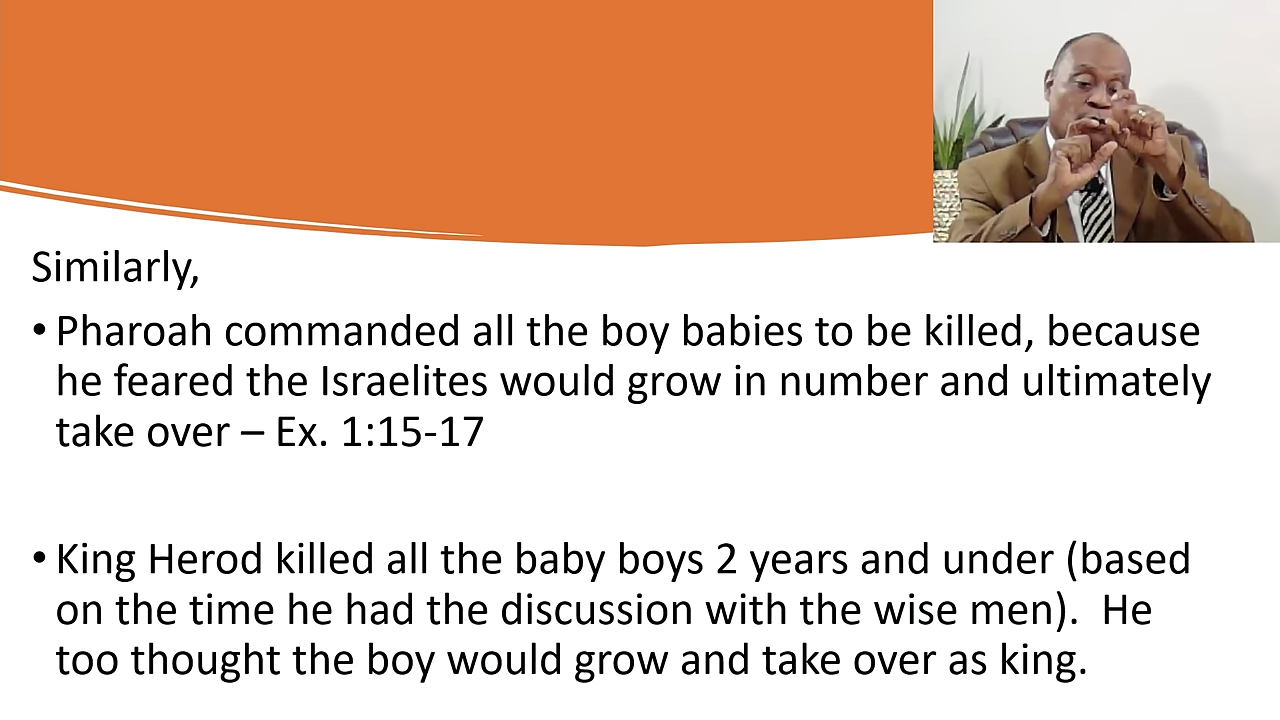 Similarly,
• Pharoah commanded all the boy babies to be killed, because
he feared the Israelites would grow in number and ultimately
take over – Ex. 1:15-17
• King Herod killed all the baby boys 2 years and under (based
on the time he had the discussion with the wise men).  He
too thought the boy would grow and take over as king.